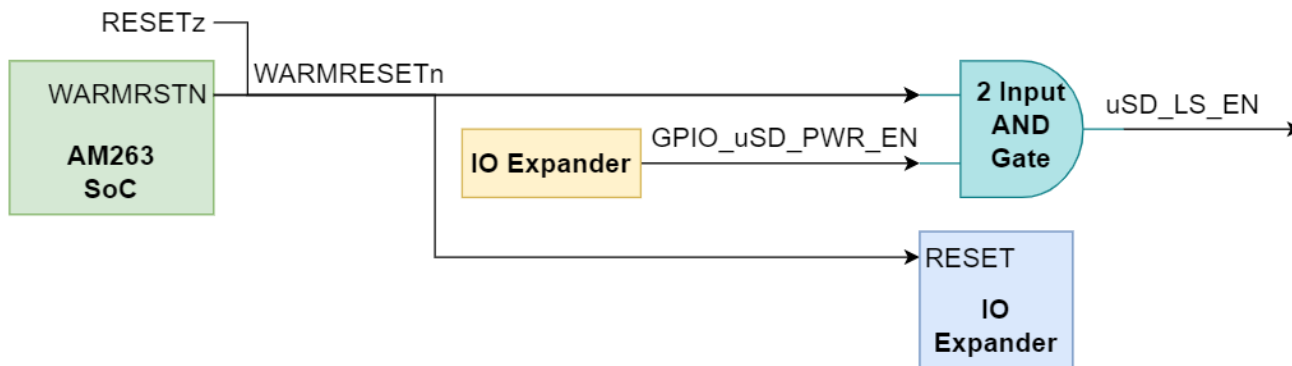 RESETz
WARMRESETn
WARMRSTN
AM263
SoC
IO Expander
GPIO_uSD_PWR_EN
2 Input
AND
Gate
uSD_LS_EN
RESET
IO
Expander